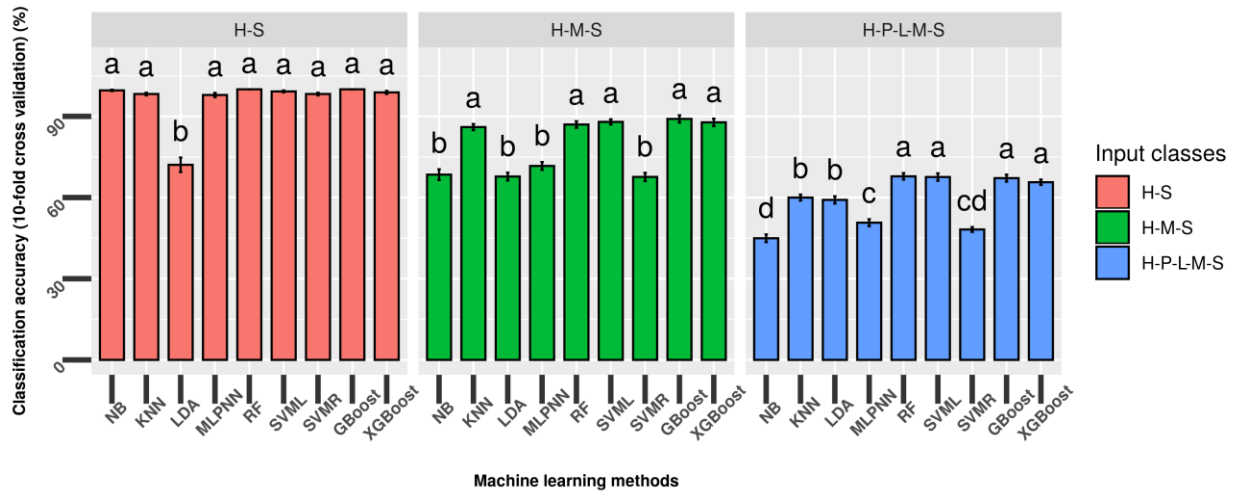 Classification accuracy (10-fold cross validation) (%)
H-S
H-M-S
H-P-L-M-S
a a b a a a a a a
b a b b a a b a a
d b b c a a cd a a
90
60
30
0
NB KNN LDA MLPNN RF SVML SVMR GBoost XGBoost
NB KNN LDA MLPNN RF SVML SVMR GBoost XGBoost
NB KNN LDA MLPNN RF SVML SVMR GBoost XGBoost
Machine learning methods
Input classes
H-S
H-M-S
H-P-L-M-S